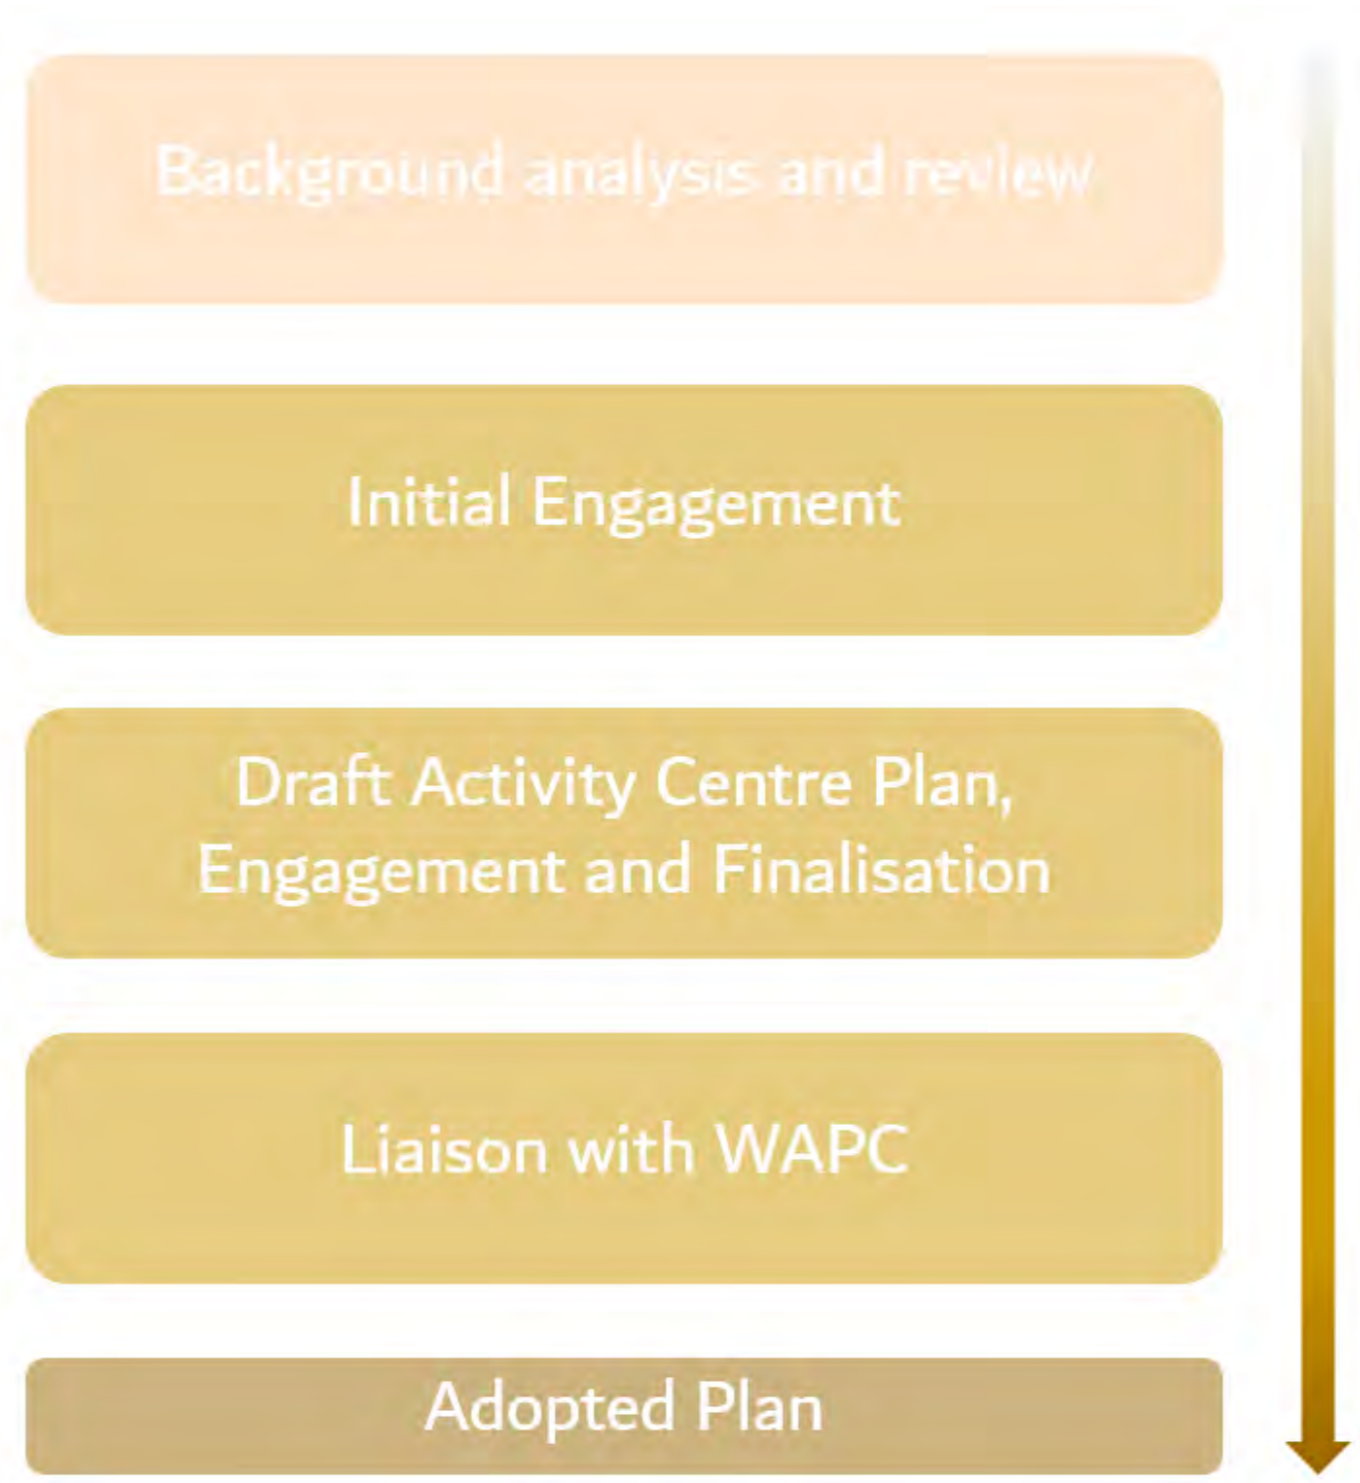 Background analysis and review
Initial Engagement
Draft Activity Centre Plan,
Engagement and Finalisation
Liaison with WAPC
Adopted Plan